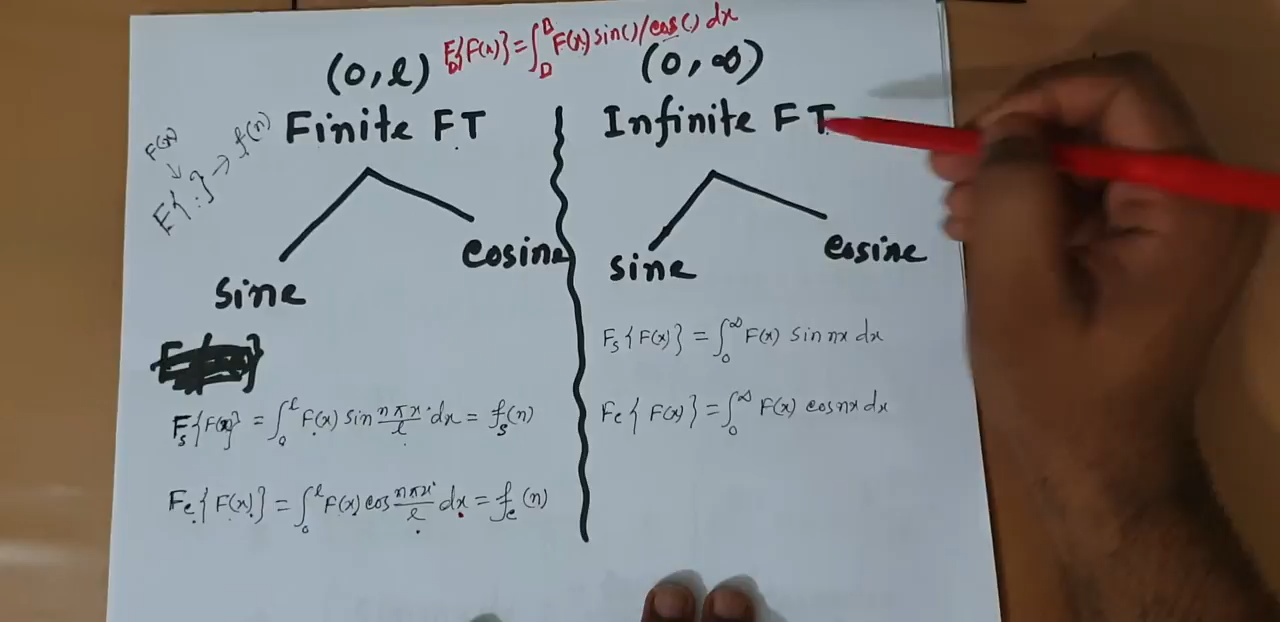 F{F(x)} = ∫ F(x) sin()/cos() dx
(0, l)
(0, ∞)
Finite FT
Infinite FT
F(x)
↓
F{.} → f(n)
sine
cosine
sine
cosine
Fs{F(x)} = ∫₀^l F(x) sin nπx/l dx = fs(n)
Fc{F(x)} = ∫₀^l F(x) cos nπx/l dx = fc(n)
Fs{F(x)} = ∫₀^∞ F(x) sin nx dx
Fc{F(x)} = ∫₀^∞ F(x) cos nx dx